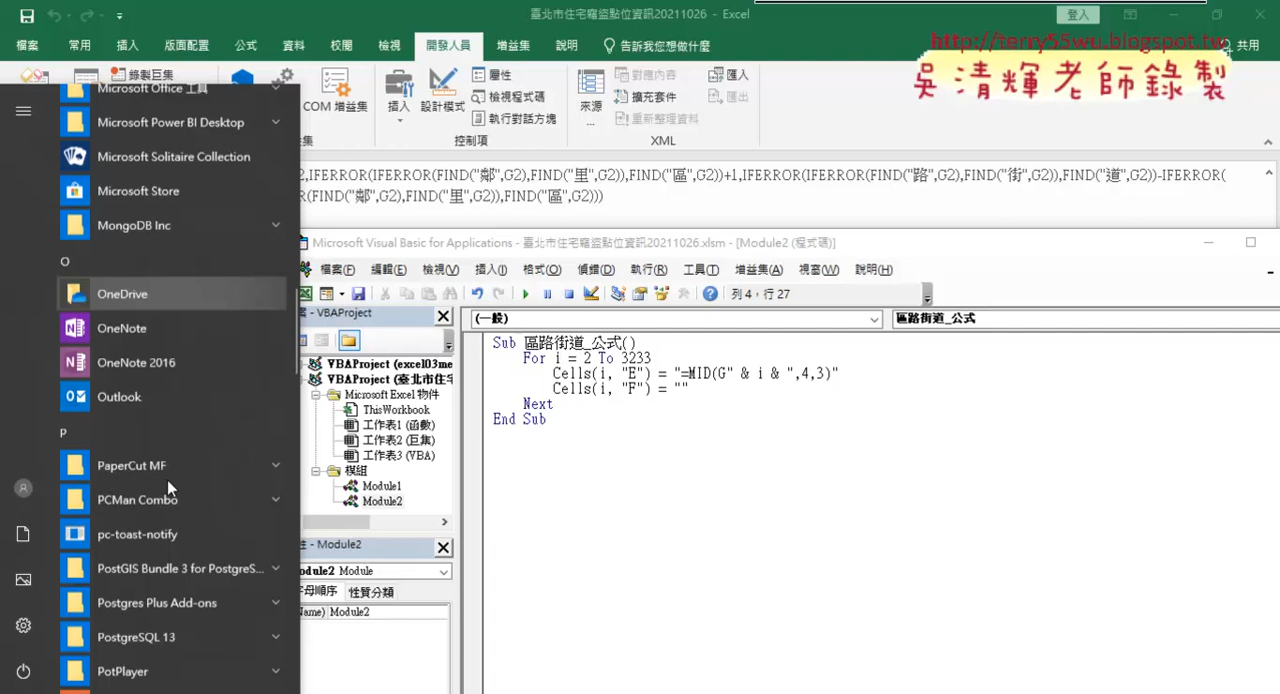 臺北市住宅竊盜點位資訊20211026 - Excel
登入
檔案 常用 插入 版面配置 公式 資料 校閱 檢視 開發人員 增益集 說明 告訴我您想做什麼 共用
http://terry55wu.blogspot.tw
吳清輝老師錄製
錄製巨集
COM 增益集
插入
設計模式
屬性
檢視程式碼
執行對話方塊
控制項
來源
...
對應內容
擴充套件
重新整理資料
匯入
匯出
XML
2,IFERROR(IFERROR(FIND("鄰",G2),FIND("里",G2)),FIND("區",G2))+1,IFERROR(IFERROR(FIND("路",G2),FIND("街",G2)),FIND("道",G2))-IFERROR(
R(FIND("鄰",G2),FIND("里",G2)),FIND("區",G2)))
Microsoft Office 工具
Microsoft Power BI Desktop
Microsoft Solitaire Collection
Microsoft Store
MongoDB Inc
O
OneDrive
OneNote
OneNote 2016
Outlook
P
PaperCut MF
PCMan Combo
pc-toast-notify
PostGIS Bundle 3 for PostgreS...
Postgres Plus Add-ons
PostgreSQL 13
PotPlayer
Microsoft Visual Basic for Applications - 臺北市住宅竊盜點位資訊20211026.xlsm - [Module2 (程式碼)]
檔案(F) 編輯(E) 檢視(V) 插入(I) 格式(O) 偵錯(D) 執行(R) 工具(T) 增益集(A) 視窗(W) 說明(H)
列 4，行 27
案 - VBAProject
VBAProject (excel03me
VBAProject (臺北市住宅
Microsoft Excel 物件
ThisWorkbook
工作表1 (函數)
工作表2 (巨集)
工作表3 (VBA)
模組
Module1
Module2
性 - Module2
odule2 Module
字母順序 性質分類
Name) Module2
(一般)
區路街道_公式
Sub 區路街道_公式()
For i = 2 To 3233
Cells(i, "E") = "=MID(G" & i & ",4,3)"
Cells(i, "F") = ""
Next
End Sub